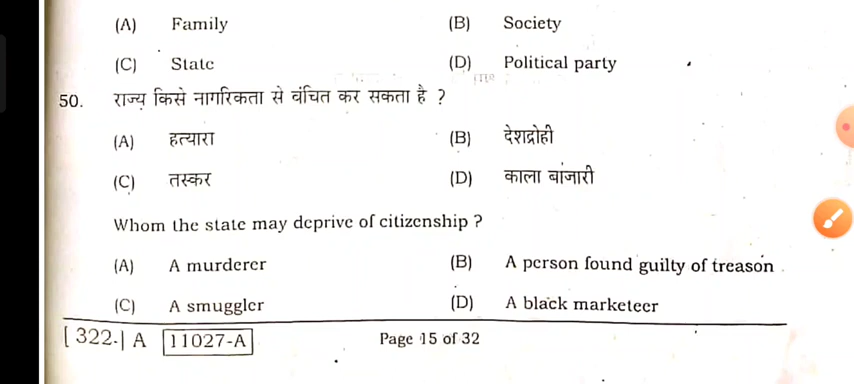 (A) Family (B) Society
(C) State (D) Political party
50. राज्य किसे नागरिकता से वंचित कर सकता है ?
(A) हत्यारा (B) देशद्रोही
(C) तस्कर (D) काला बाजारी
Whom the state may deprive of citizenship ?
(A) A murderer (B) A person found guilty of treason
(C) A smuggler (D) A black marketeer
[ 322 ] A 11027-A Page 15 of 32